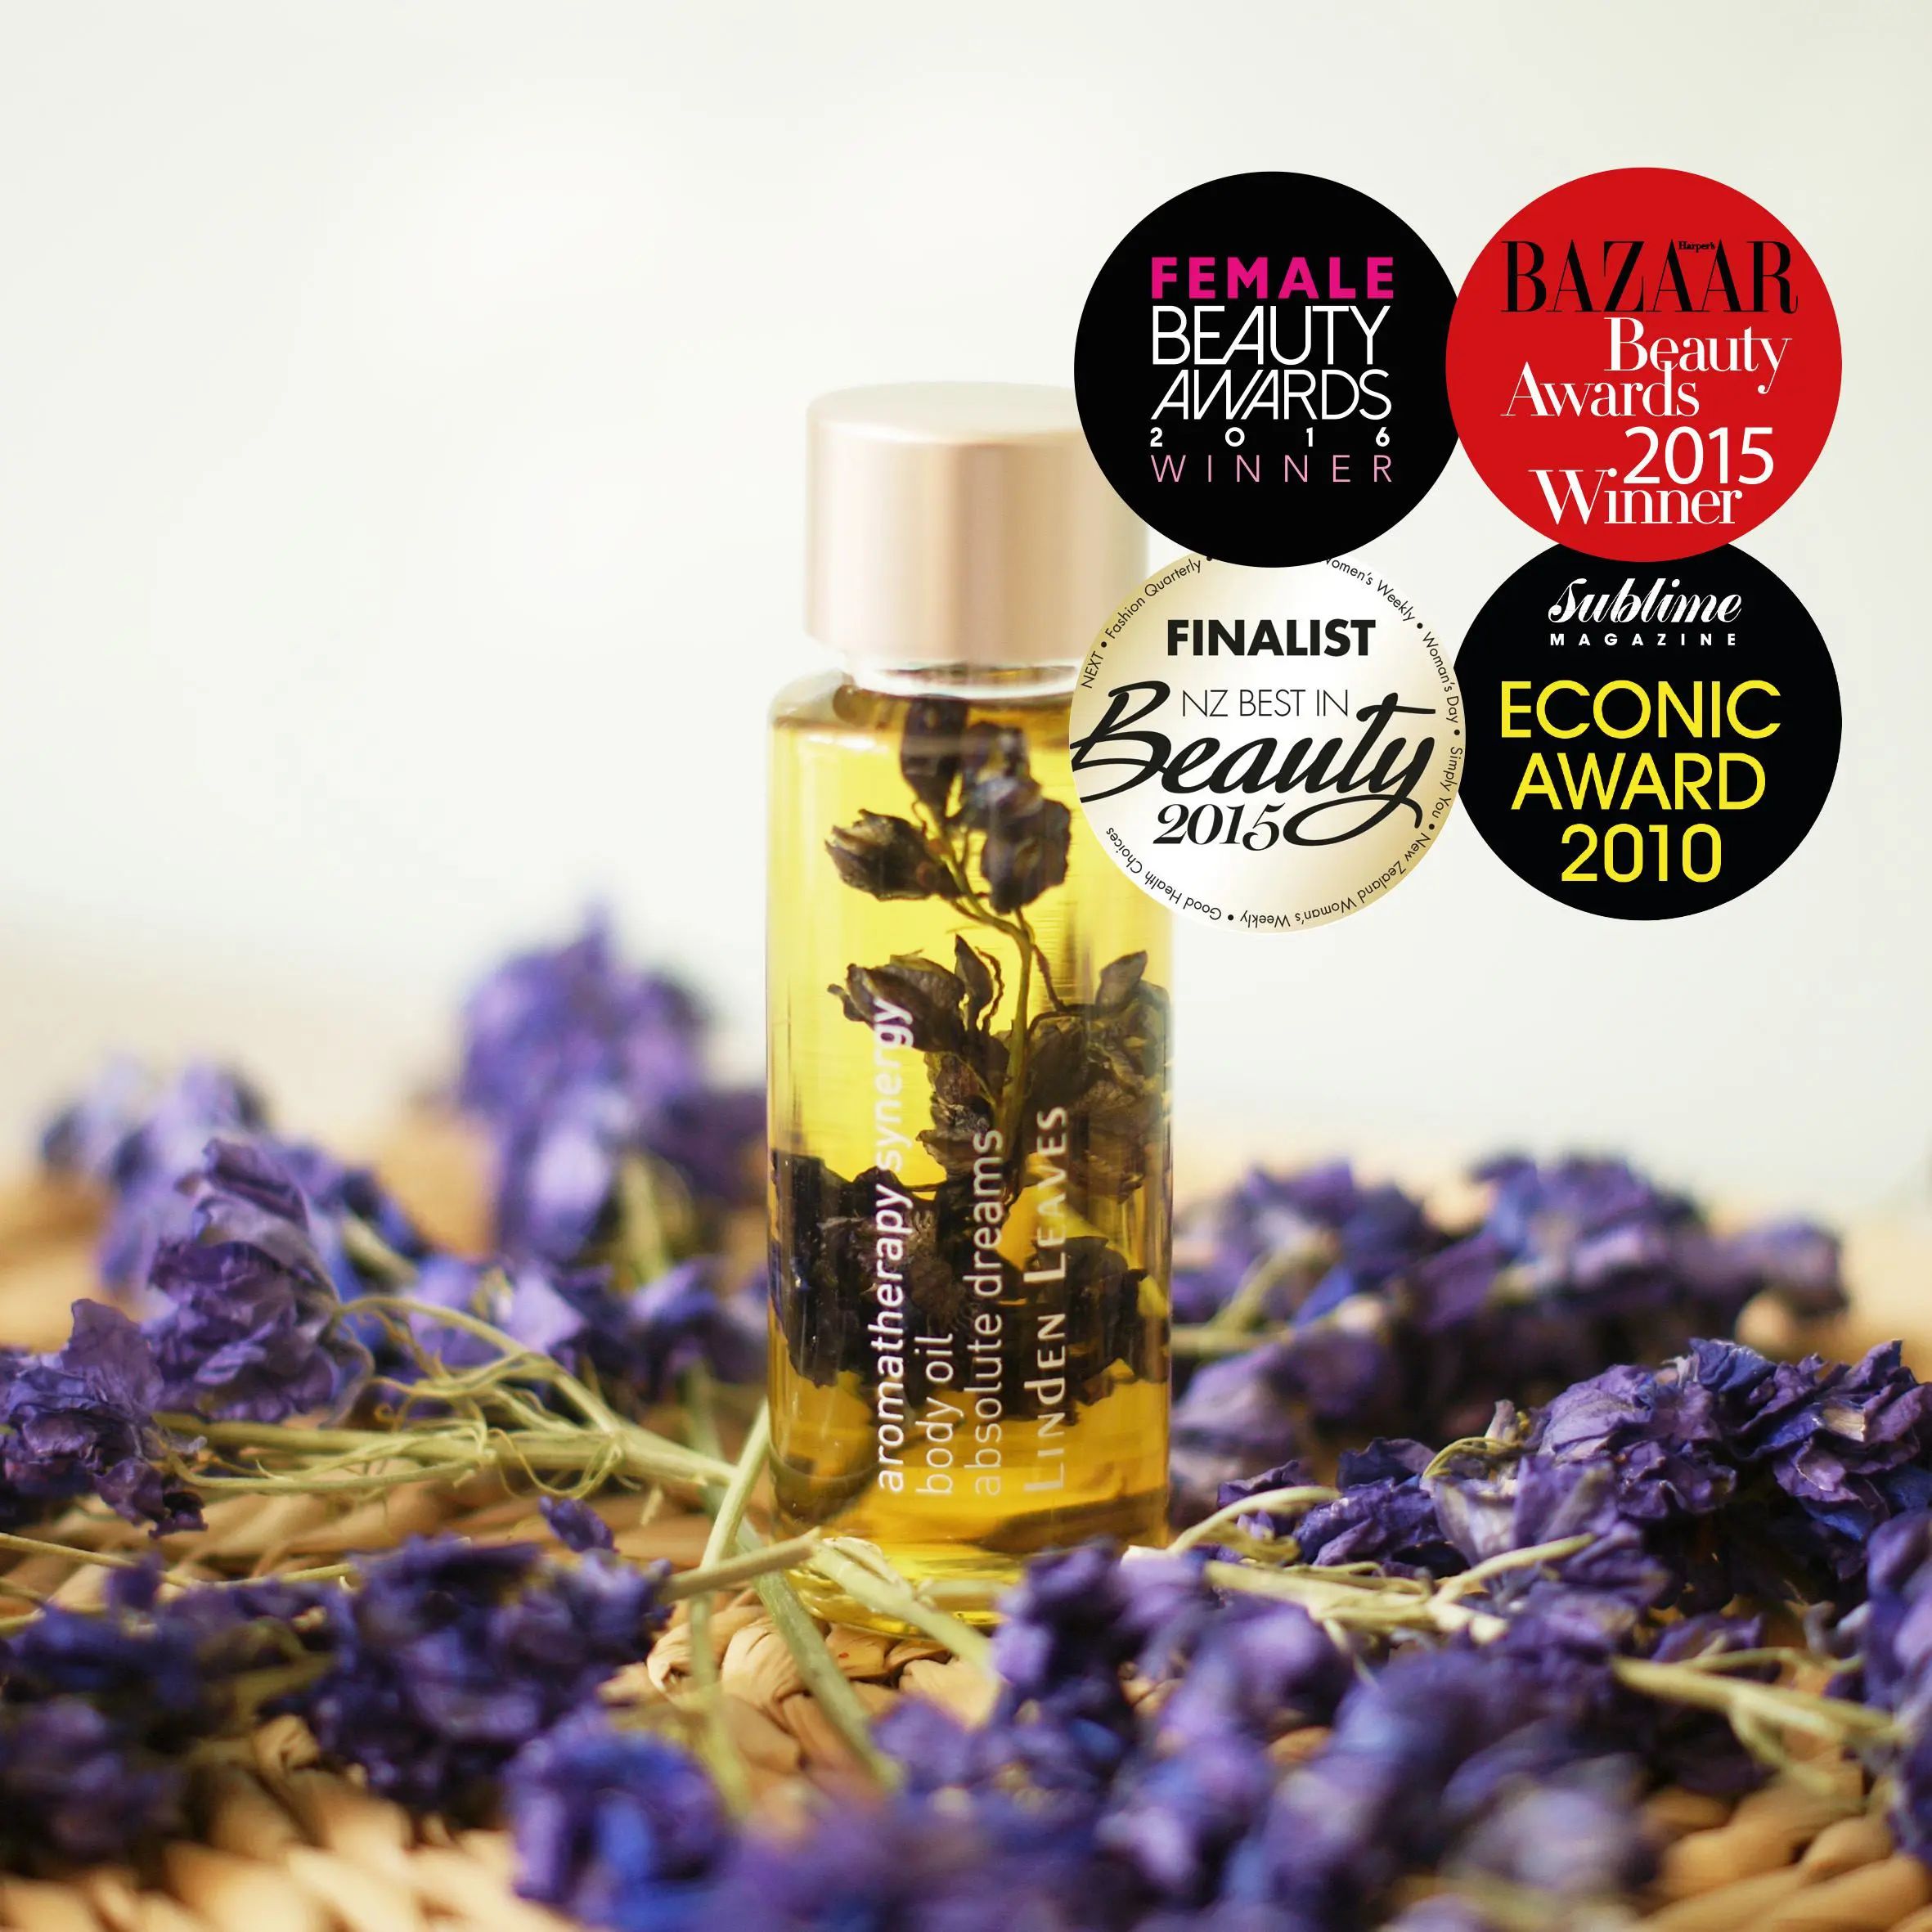 FEMALE
BEAUTY
AWARDS
2016
WINNER
Harper's
BAZAAR
Beauty
Awards
2015
Winner
NEXT • Fashion Quarterly •
Women's Weekly • Woman's Day • Simply You • New Zealand Woman's Weekly • Good Health Choices
FINALIST
NZ BEST IN
Beauty
2015
Sublime
MAGAZINE
ECONIC
AWARD
2010
aromatherapy synergy
body oil
absolute dreams
LINDEN LEAVES